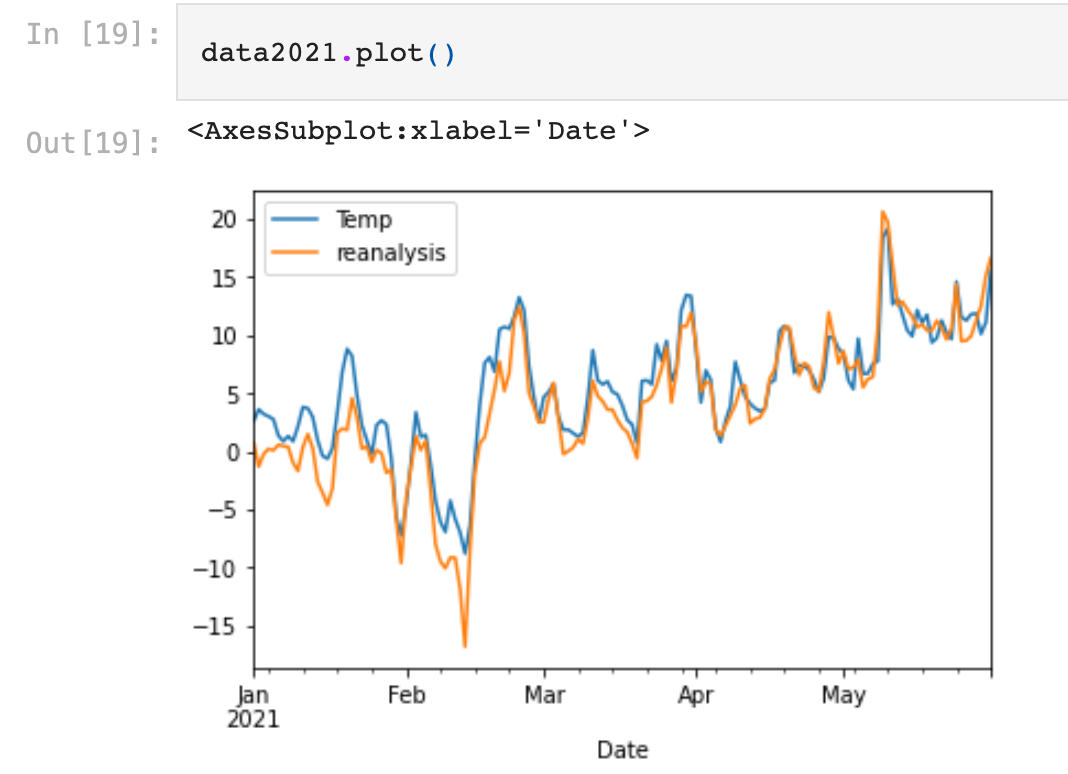 In [19]:
data2021.plot()
Out[19]:
<AxesSubplot:xlabel='Date'>
Temp
reanalysis
20
15
10
5
0
−5
−10
−15
Jan Feb Mar Apr May
2021
Date